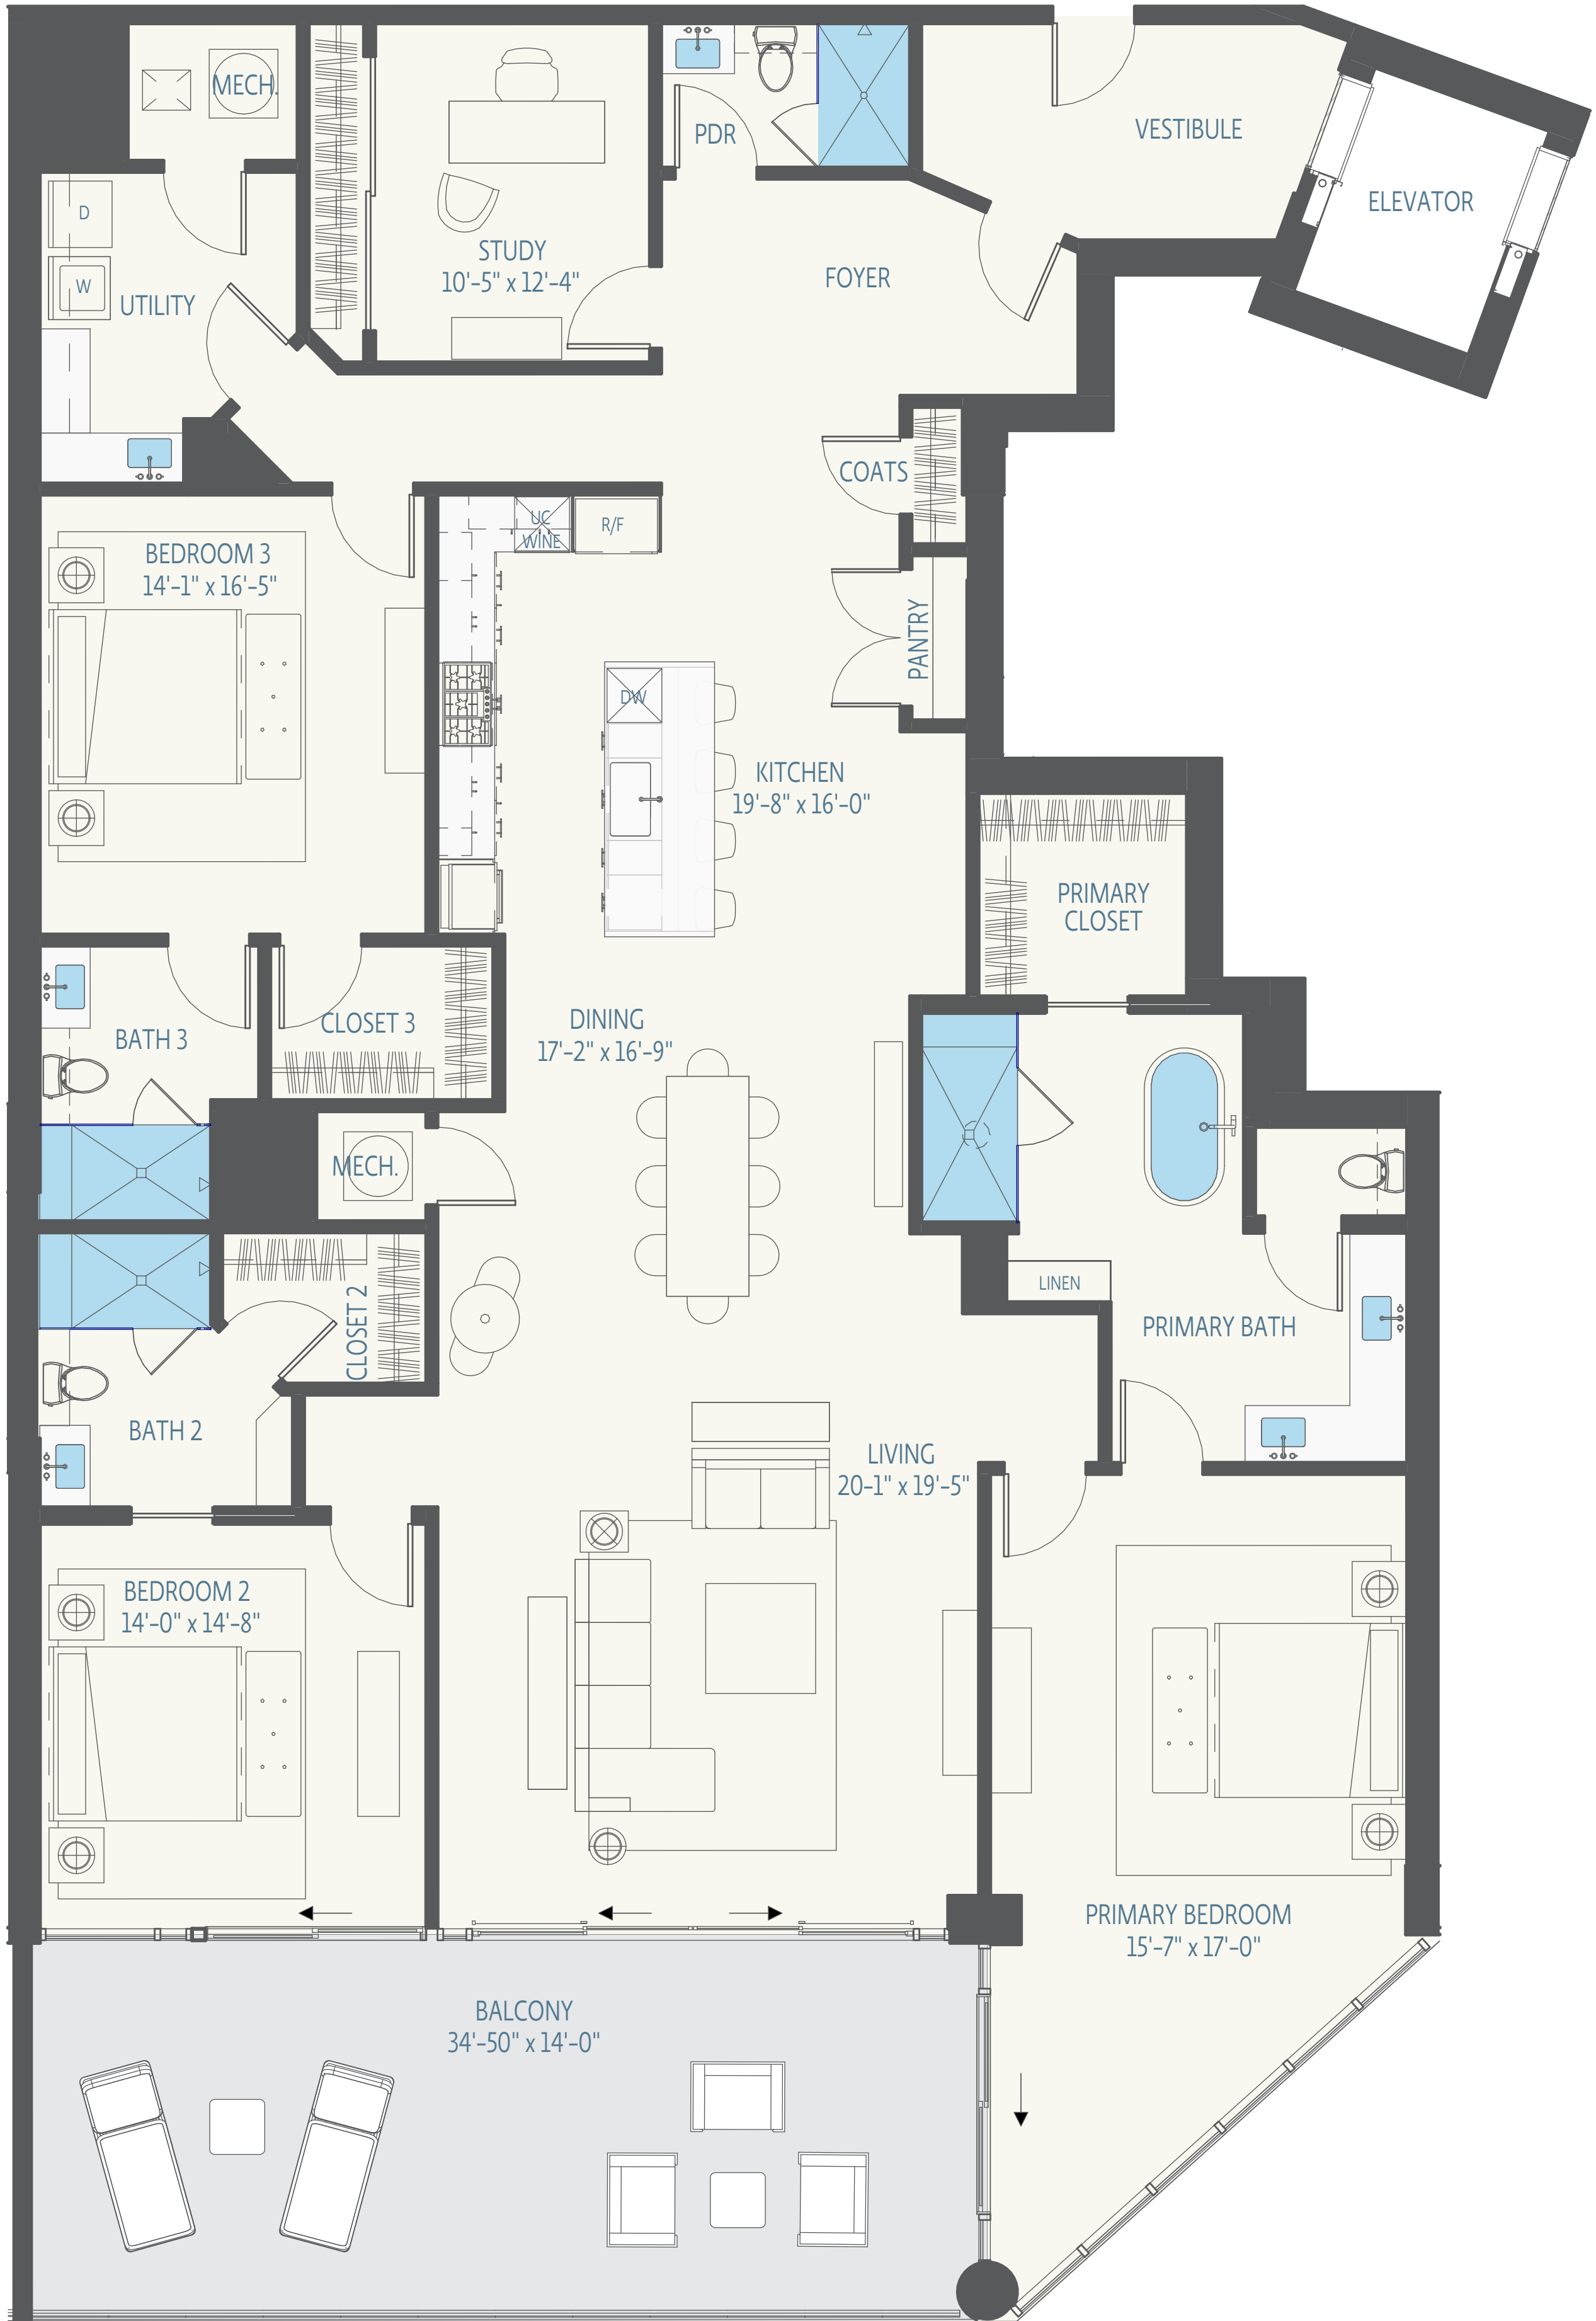 MECH.
PDR
VESTIBULE
ELEVATOR
D
W
UTILITY
STUDY
10'-5" x 12'-4"
FOYER
COATS
UC
WINE
R/F
BEDROOM 3
14'-1" x 16'-5"
PANTRY
DW
KITCHEN
19'-8" x 16'-0"
PRIMARY
CLOSET
BATH 3
CLOSET 3
DINING
17'-2" x 16'-9"
MECH.
LINEN
CLOSET 2
PRIMARY BATH
BATH 2
LIVING
20-1" x 19'-5"
BEDROOM 2
14'-0" x 14'-8"
PRIMARY BEDROOM
15'-7" x 17'-0"
BALCONY
34'-50" x 14'-0"